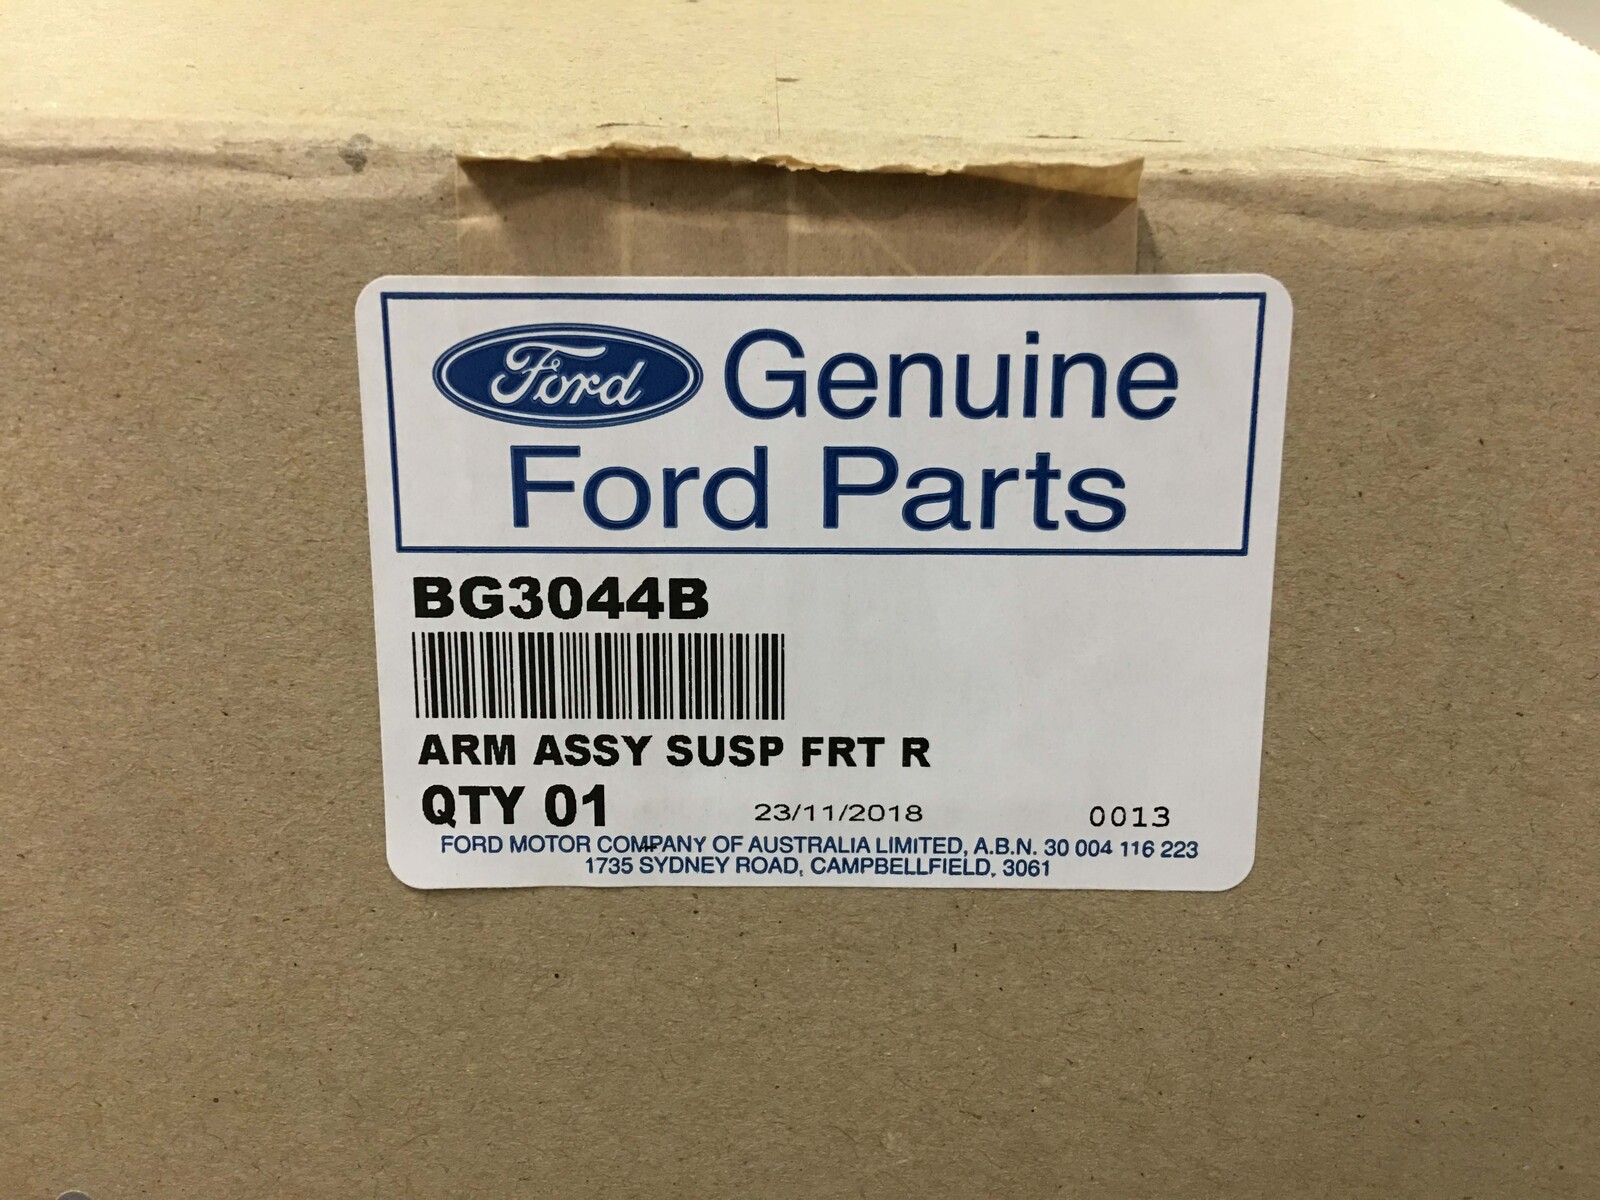 Ford Genuine
Ford Parts
BG3044B
ARM ASSY SUSP FRT R
QTY 01 23/11/2018 0013
FORD MOTOR COMPANY OF AUSTRALIA LIMITED, A.B.N. 30 004 116 223
1735 SYDNEY ROAD, CAMPBELLFIELD, 3061